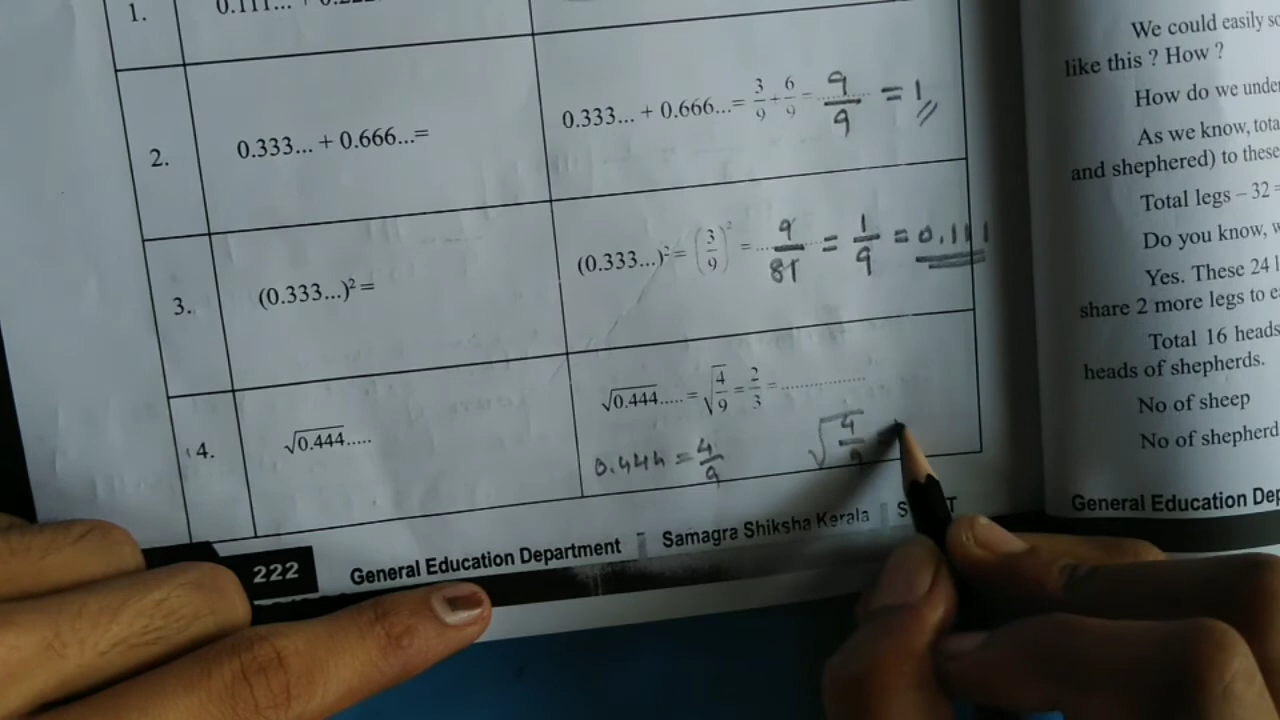 1.
2.
0.333... + 0.666...=
0.333... + 0.666...= 3/9 + 6/9 = ........ 9/9 = 1
3.
(0.333...)² =
(0.333...)² = (3/9)² = ........ 9/81 = 1/9 = 0.111
4.
√0.444.....
√0.444..... = √4/9 = 2/3 = ................
0.444 = 4/9
√4/9 =
222
General Education Department
Samagra Shiksha Kerala
We could easily
like this ? How ?
How do we
As we know,
and shephered) to these
Total legs – 32 =
Do you know,
Yes. These 24
share 2 more legs to
Total 16 heads
heads of shepherds.
No of sheep
No of shepherd
General Education